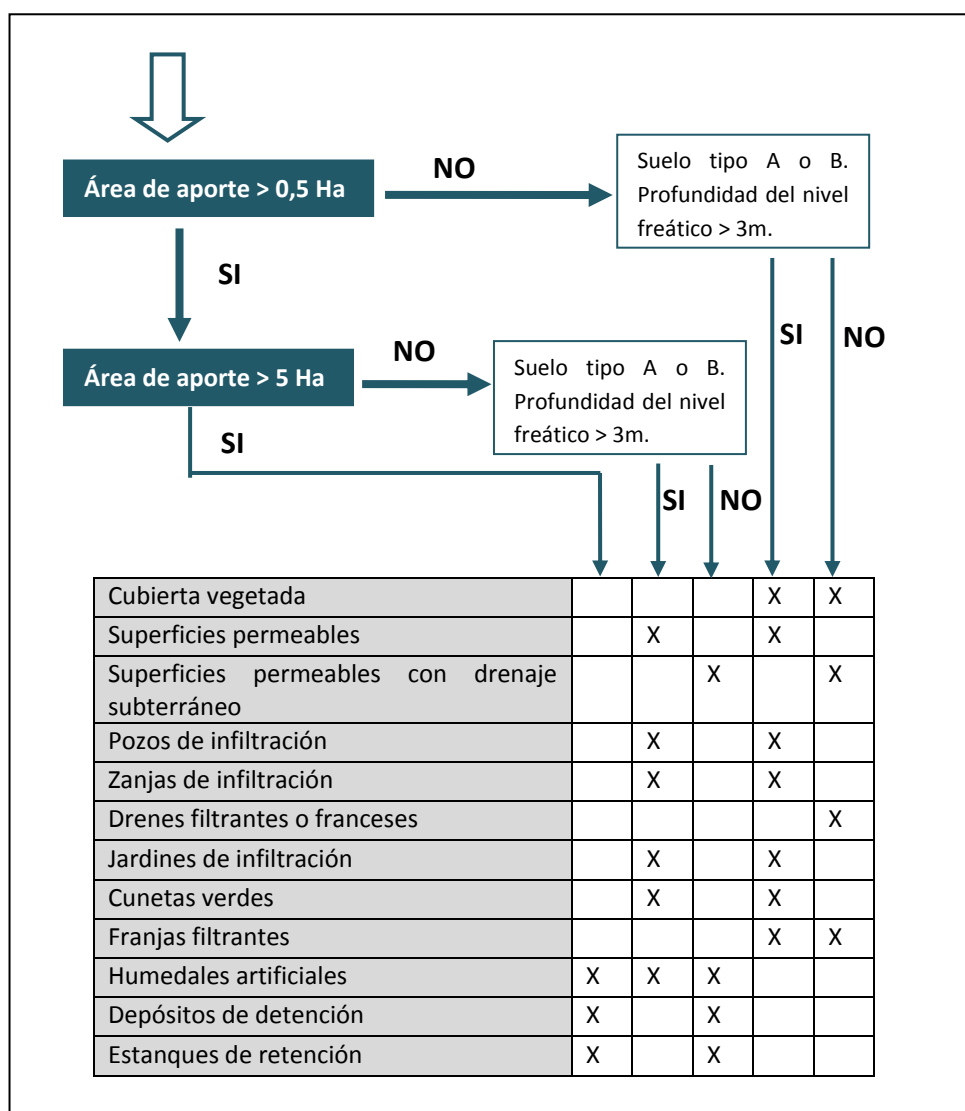 Área de aporte > 0,5 Ha
NO
Suelo tipo A o B.
Profundidad del nivel
freático > 3m.
SI
SI
NO
Área de aporte > 5 Ha
NO
Suelo tipo A o B.
Profundidad del nivel
freático > 3m.
SI
SI
NO
Cubierta vegetada X X
Superficies permeables X X
Superficies permeables con drenaje
subterráneo X X
Pozos de infiltración X X
Zanjas de infiltración X X
Drenes filtrantes o franceses X
Jardines de infiltración X X
Cunetas verdes X X
Franjas filtrantes X X
Humedales artificiales X X X
Depósitos de detención X X
Estanques de retención X X